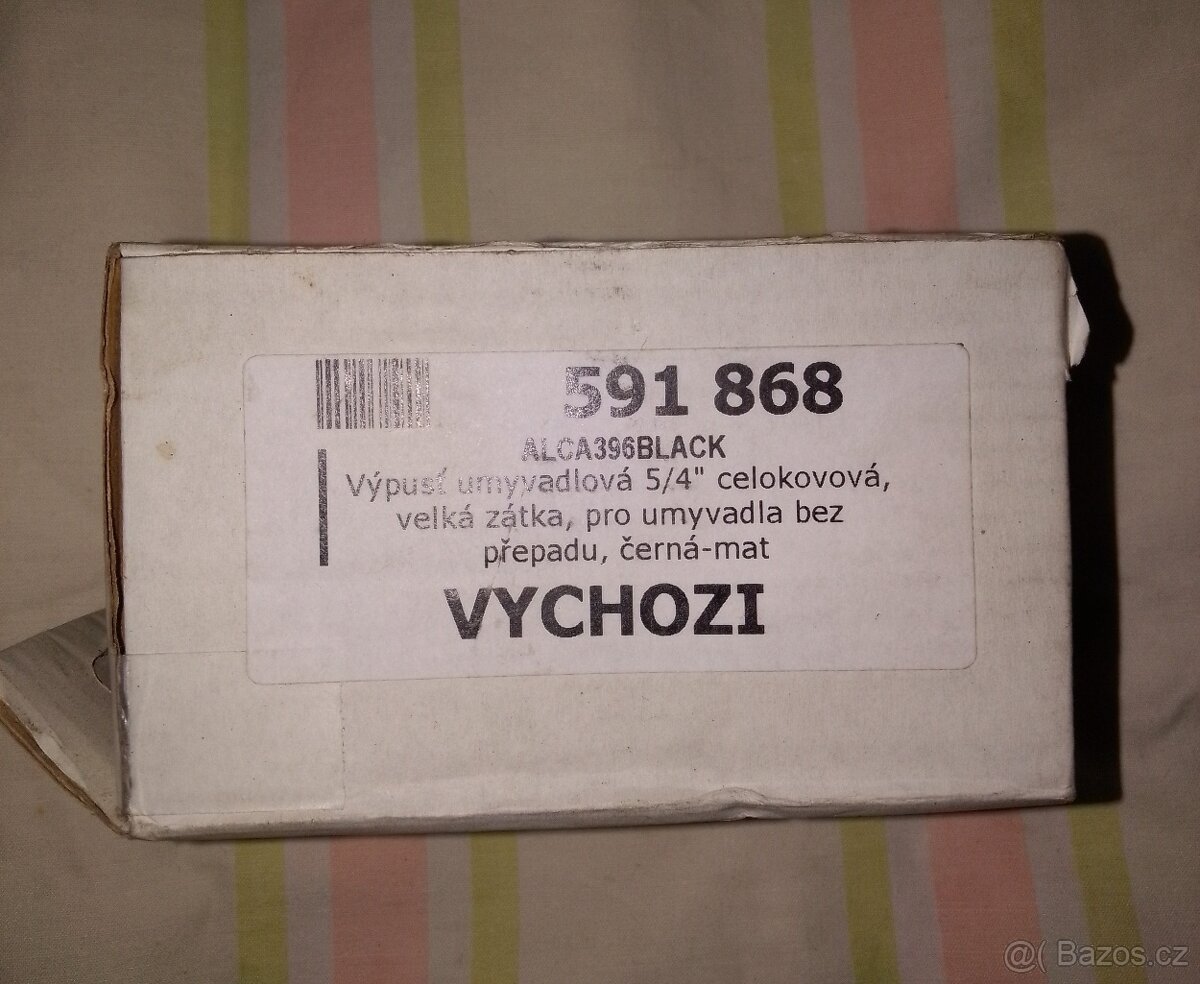 591 868
ALCA396BLACK
Výpusť umyvadlová 5/4" celokovová,
velká zátka, pro umyvadla bez
přepadu, černá-mat
VYCHOZI
@( Bazos.cz